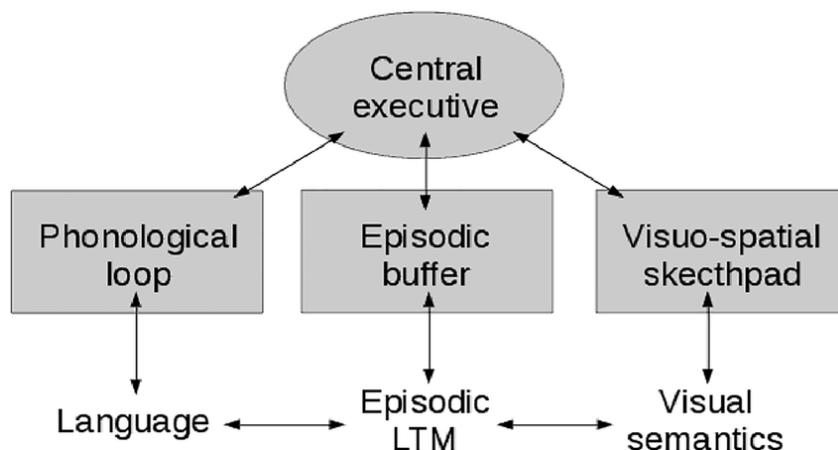 Central
executive
Phonological
loop
Episodic
buffer
Visuo-spatial
skecthpad
Language
Episodic
LTM
Visual
semantics